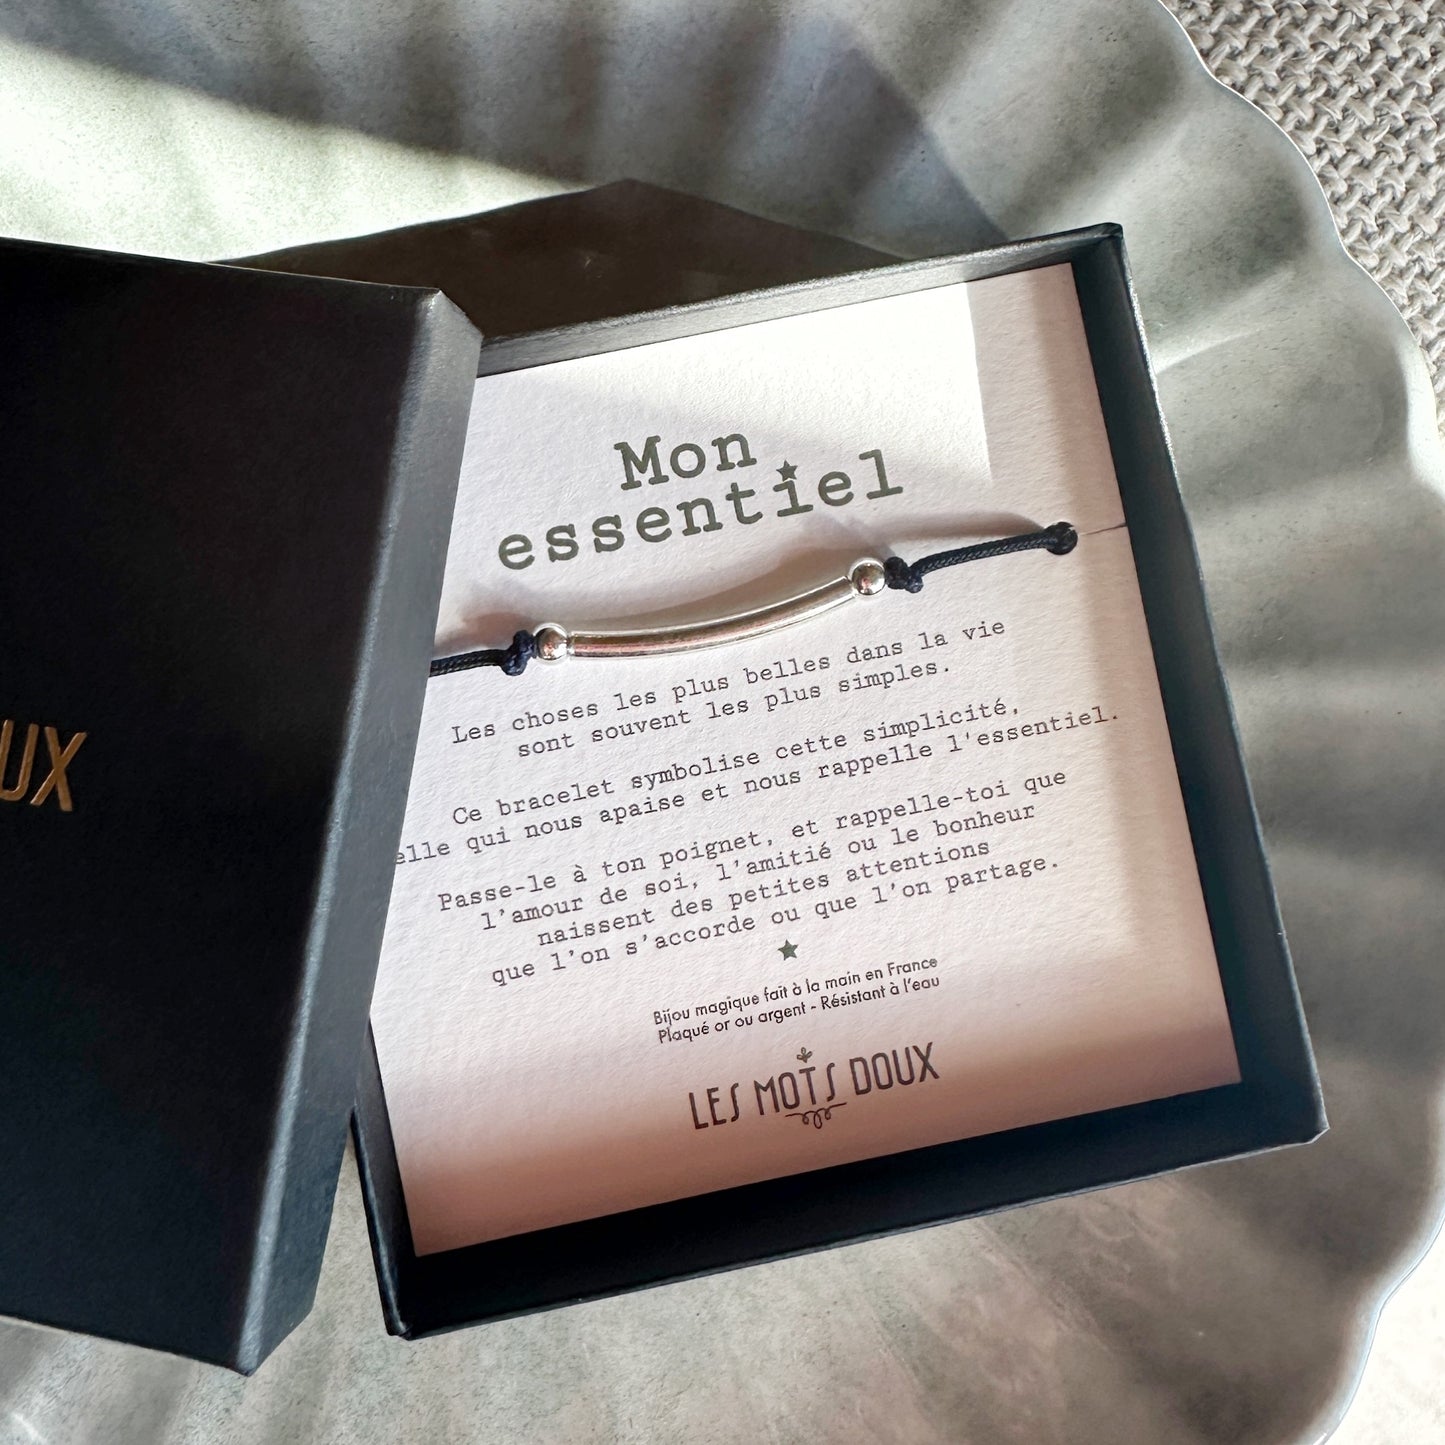 Mon
essentiel
Les choses les plus belles dans la vie
sont souvent les plus simples.
Ce bracelet symbolise cette simplicité,
elle qui nous apaise et nous rappelle l'essentiel.
Passe-le à ton poignet, et rappelle-toi que
l'amour de soi, l'amitié ou le bonheur
naissent des petites attentions
que l'on s'accorde ou que l'on partage.
Bijou magique fait à la main en France
Plaqué or ou argent - Résistant à l'eau
LES MOTS DOUX
OUX